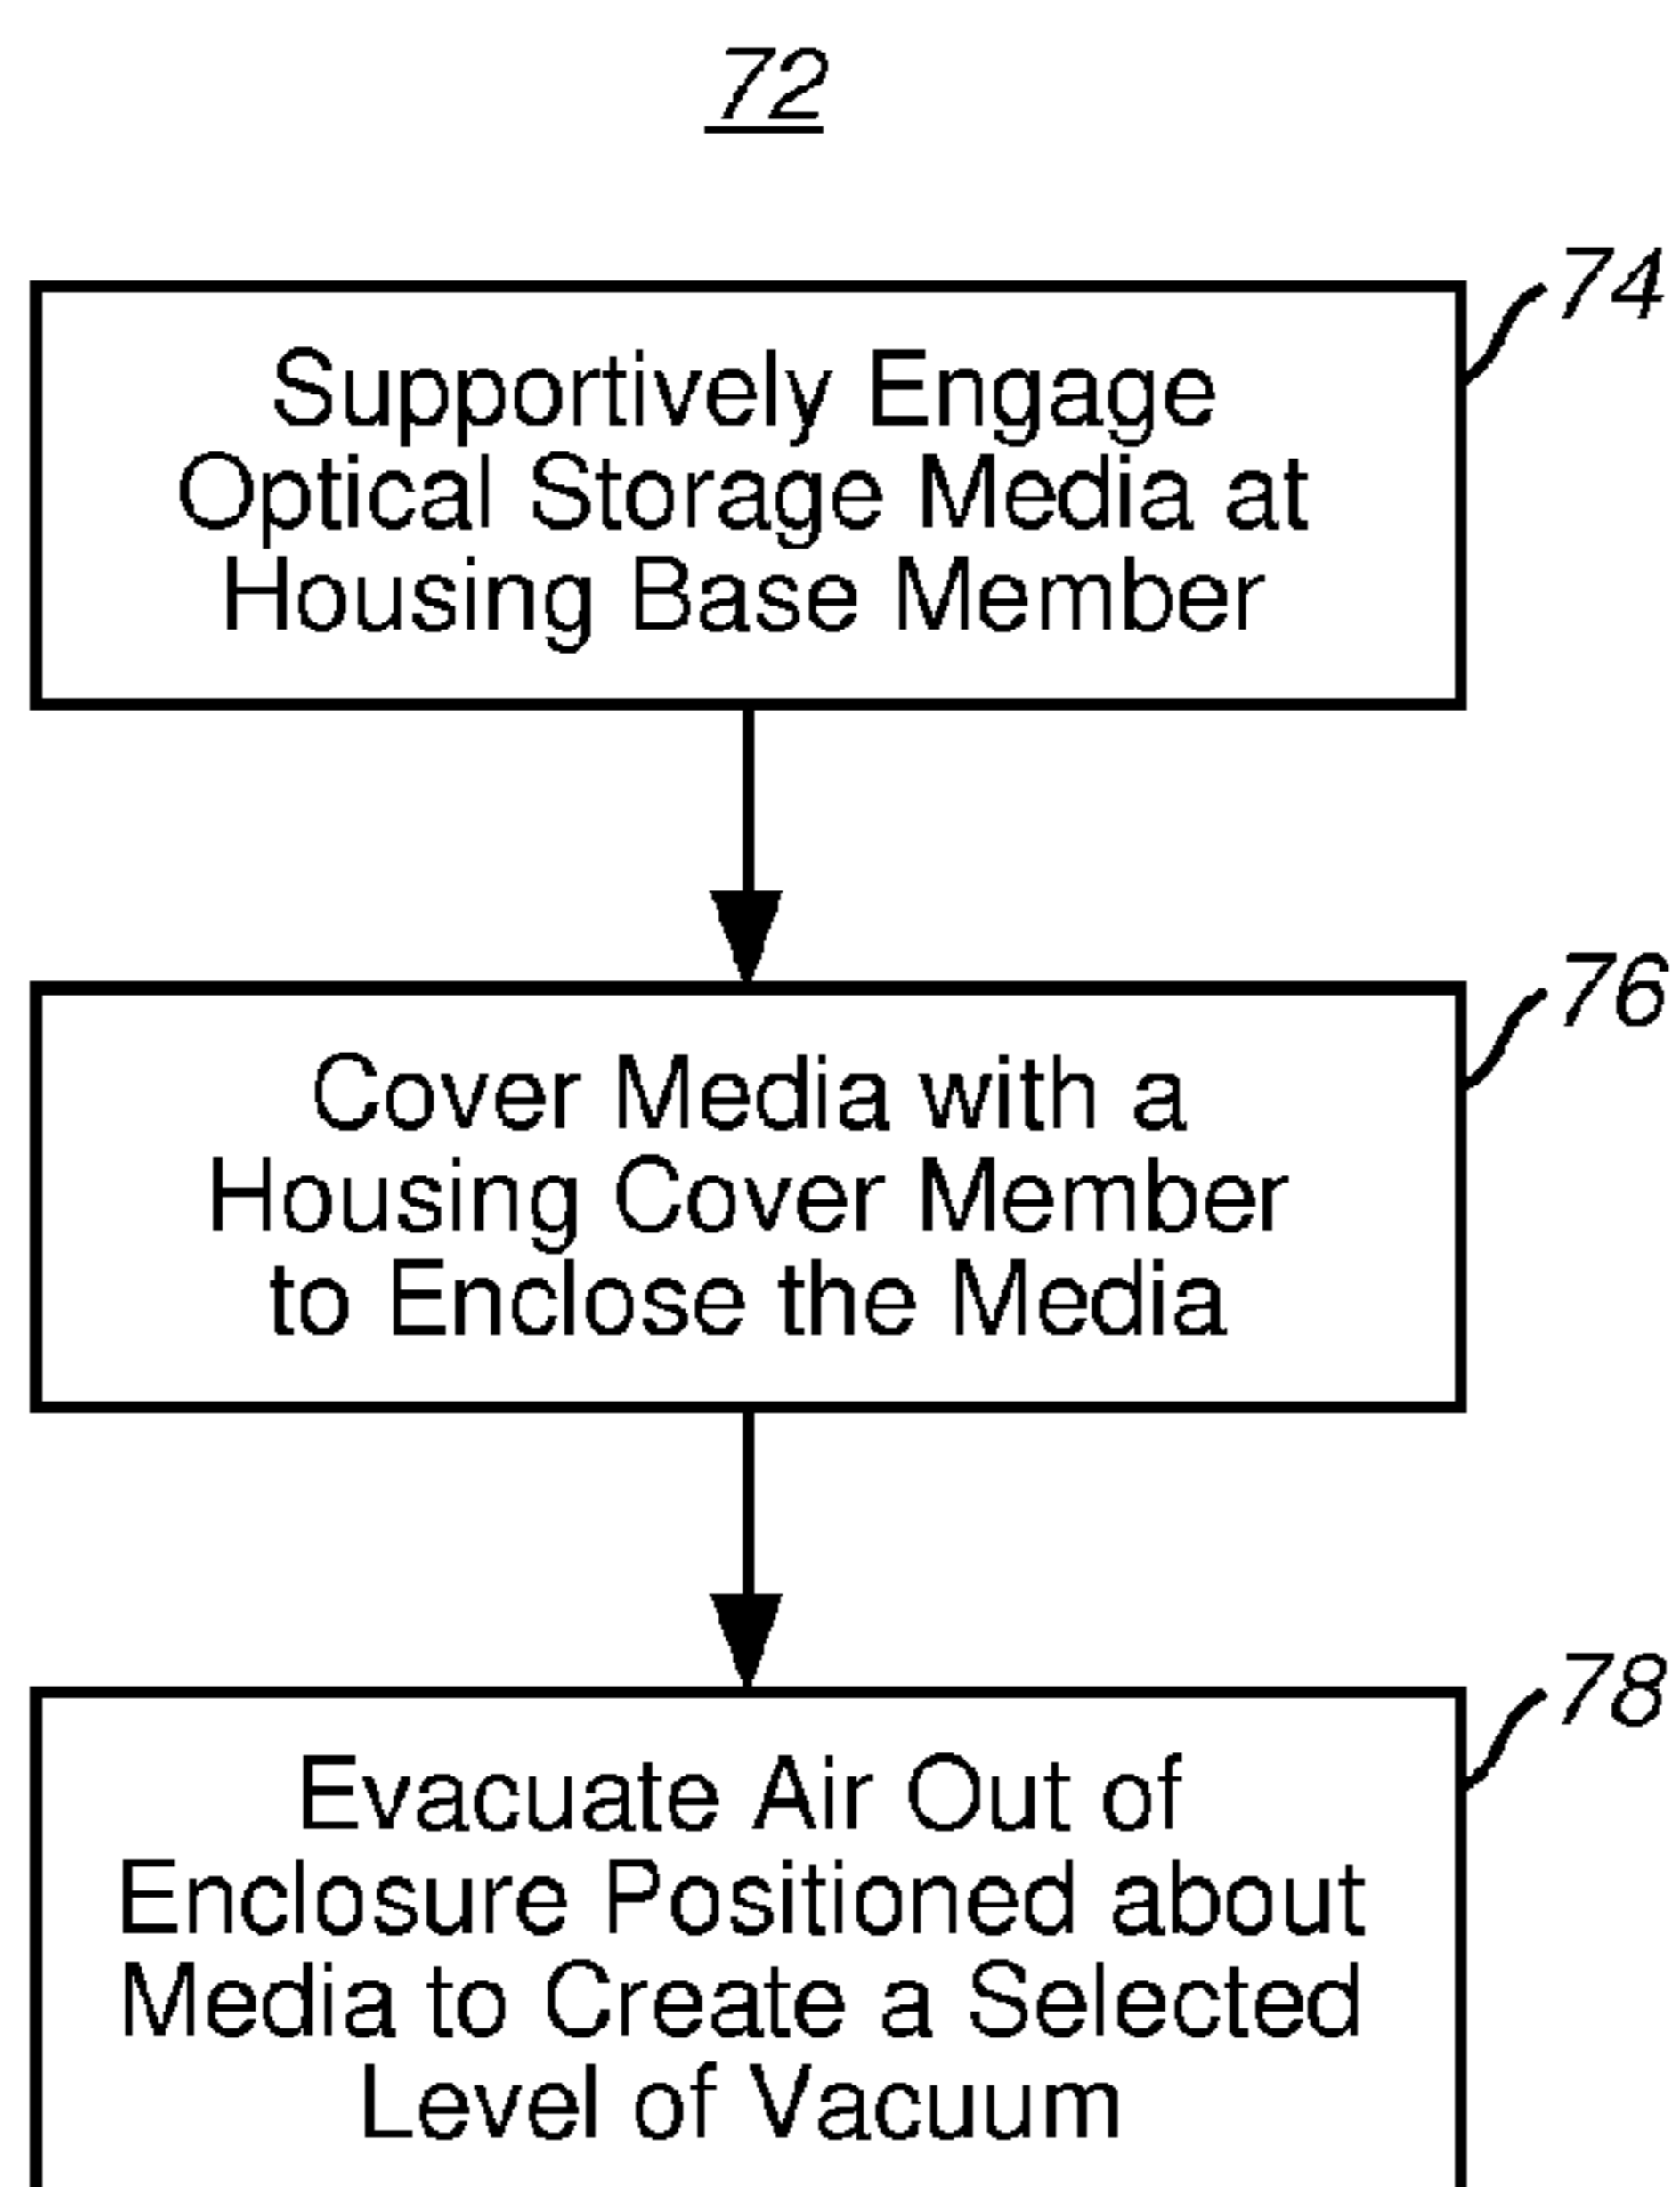 72
74
Supportively Engage
Optical Storage Media at
Housing Base Member
76
Cover Media with a
Housing Cover Member
to Enclose the Media
78
Evacuate Air Out of
Enclosure Positioned about
Media to Create a Selected
Level of Vacuum